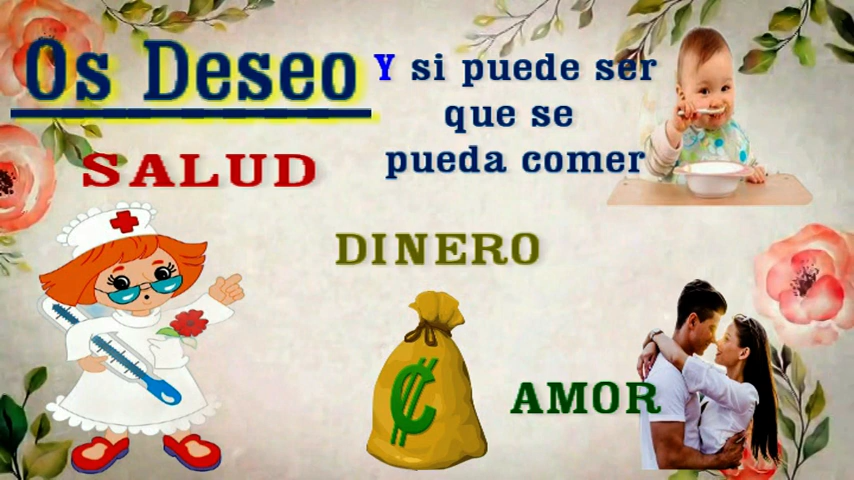 Os Deseo
Y si puede ser
que se
pueda comer
SALUD
DINERO
₡
AMOR